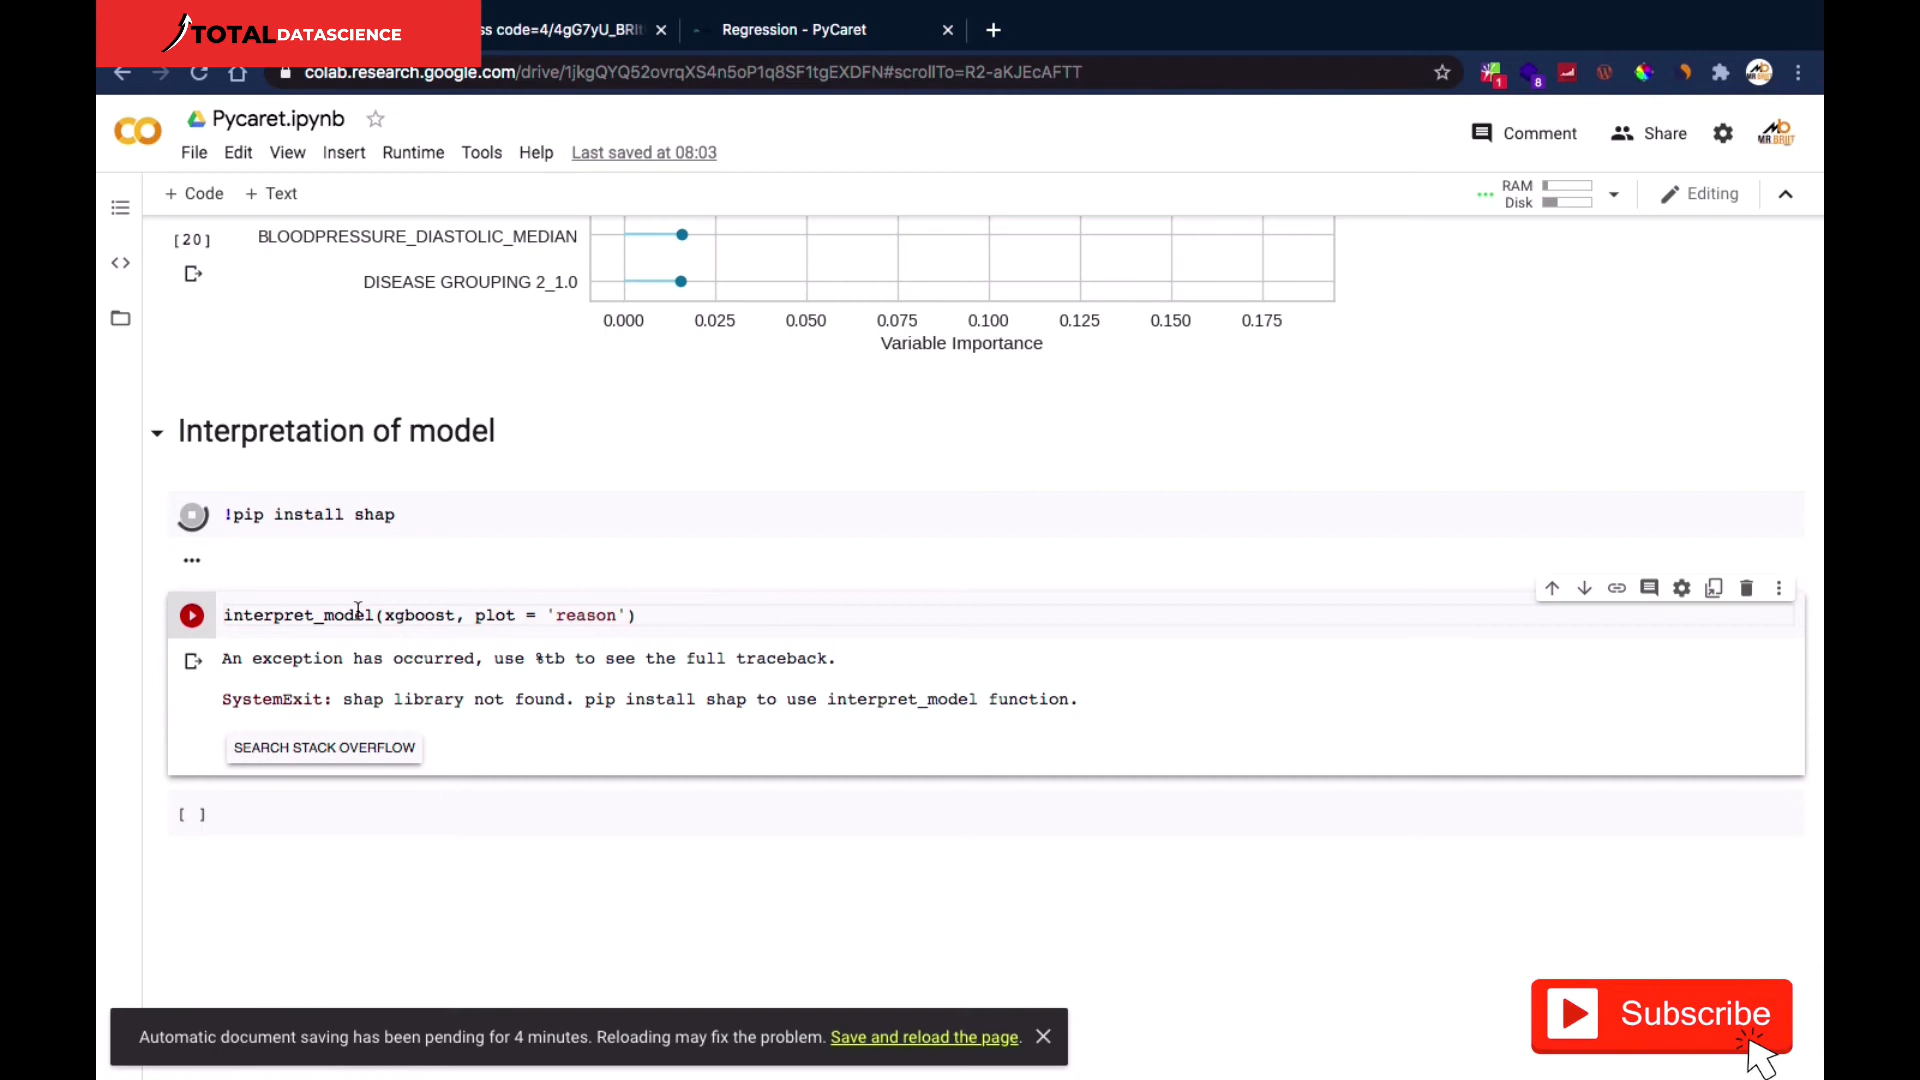 TOTAL DATASCIENCE
ss code=4/4gG7yU_BRIt
Regression - PyCaret
colab.research.google.com/drive/1jkgQYQ52ovrqXS4n5oP1q8SF1tgEXDFN#scrollTo=R2-aKJEcAFTT
1
8
Pycaret.ipynb
Comment
Share
MR.BRIIT
File Edit View Insert Runtime Tools Help Last saved at 08:03
+ Code + Text
RAM
Disk
Editing
[20]
BLOODPRESSURE_DIASTOLIC_MEDIAN
DISEASE GROUPING 2_1.0
0.000 0.025 0.050 0.075 0.100 0.125 0.150 0.175
Variable Importance
Interpretation of model
!pip install shap
interpret_model(xgboost, plot = 'reason')
An exception has occurred, use %tb to see the full traceback.
SystemExit: shap library not found. pip install shap to use interpret_model function.
SEARCH STACK OVERFLOW
[ ]
Automatic document saving has been pending for 4 minutes. Reloading may fix the problem. Save and reload the page.
Subscribe